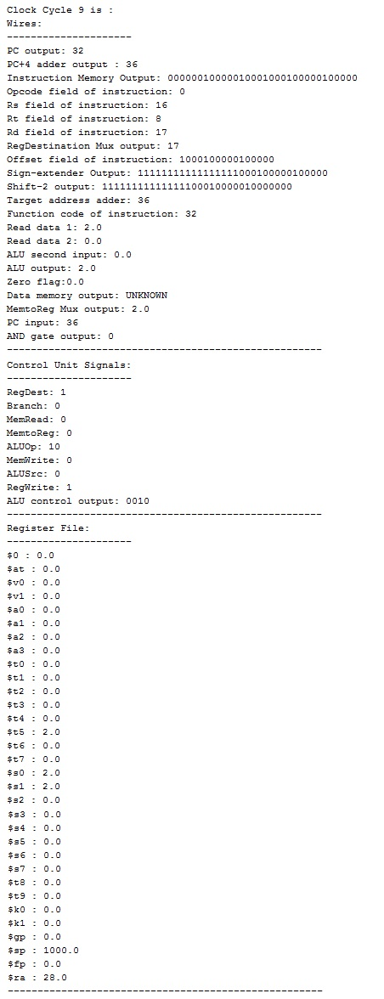 Clock Cycle 9 is :
Wires:
---------------------
PC output: 32
PC+4 adder output : 36
Instruction Memory Output: 00000010000010001000100000100000
Opcode field of instruction: 0
Rs field of instruction: 16
Rt field of instruction: 8
Rd field of instruction: 17
RegDestination Mux output: 17
Offset field of instruction: 1000100000100000
Sign-extender Output: 11111111111111111000100000100000
Shift-2 output: 11111111111111100010000010000000
Target address adder: 36
Function code of instruction: 32
Read data 1: 2.0
Read data 2: 0.0
ALU second input: 0.0
ALU output: 2.0
Zero flag:0.0
Data memory output: UNKNOWN
MemtoReg Mux output: 2.0
PC input: 36
AND gate output: 0
-----------------------------------------------------
Control Unit Signals:
---------------------
RegDest: 1
Branch: 0
MemRead: 0
MemtoReg: 0
ALUOp: 10
MemWrite: 0
ALUSrc: 0
RegWrite: 1
ALU control output: 0010
-----------------------------------------------------
Register File:
---------------------
$0 : 0.0
$at : 0.0
$v0 : 0.0
$v1 : 0.0
$a0 : 0.0
$a1 : 0.0
$a2 : 0.0
$a3 : 0.0
$t0 : 0.0
$t1 : 0.0
$t2 : 0.0
$t3 : 0.0
$t4 : 0.0
$t5 : 2.0
$t6 : 0.0
$t7 : 0.0
$s0 : 2.0
$s1 : 2.0
$s2 : 0.0
$s3 : 0.0
$s4 : 0.0
$s5 : 0.0
$s6 : 0.0
$s7 : 0.0
$t8 : 0.0
$t9 : 0.0
$k0 : 0.0
$k1 : 0.0
$gp : 0.0
$sp : 1000.0
$fp : 0.0
$ra : 28.0
-----------------------------------------------------